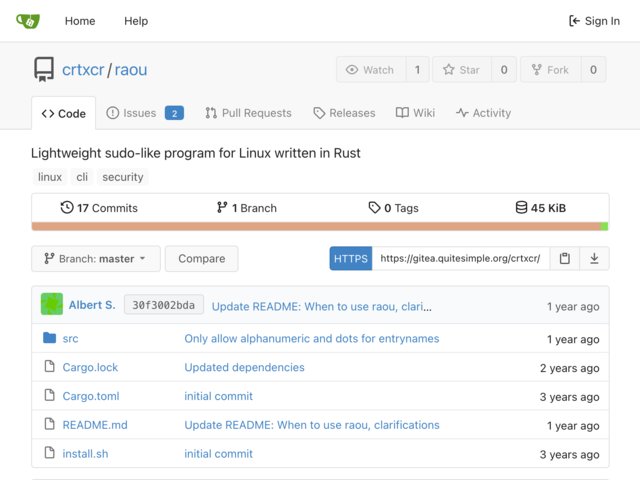 Home Help Sign In
crtxcr / raou Watch 1 Star 0 Fork 0
Code Issues 2 Pull Requests Releases Wiki Activity
Lightweight sudo-like program for Linux written in Rust
linux cli security
17 Commits 1 Branch 0 Tags 45 KiB
Branch: master Compare HTTPS https://gitea.quitesimple.org/crtxcr/
Albert S. 30f3002bda Update README: When to use raou, clari... 1 year ago
src Only allow alphanumeric and dots for entrynames 1 year ago
Cargo.lock Updated dependencies 2 years ago
Cargo.toml initial commit 3 years ago
README.md Update README: When to use raou, clarifications 1 year ago
install.sh initial commit 3 years ago